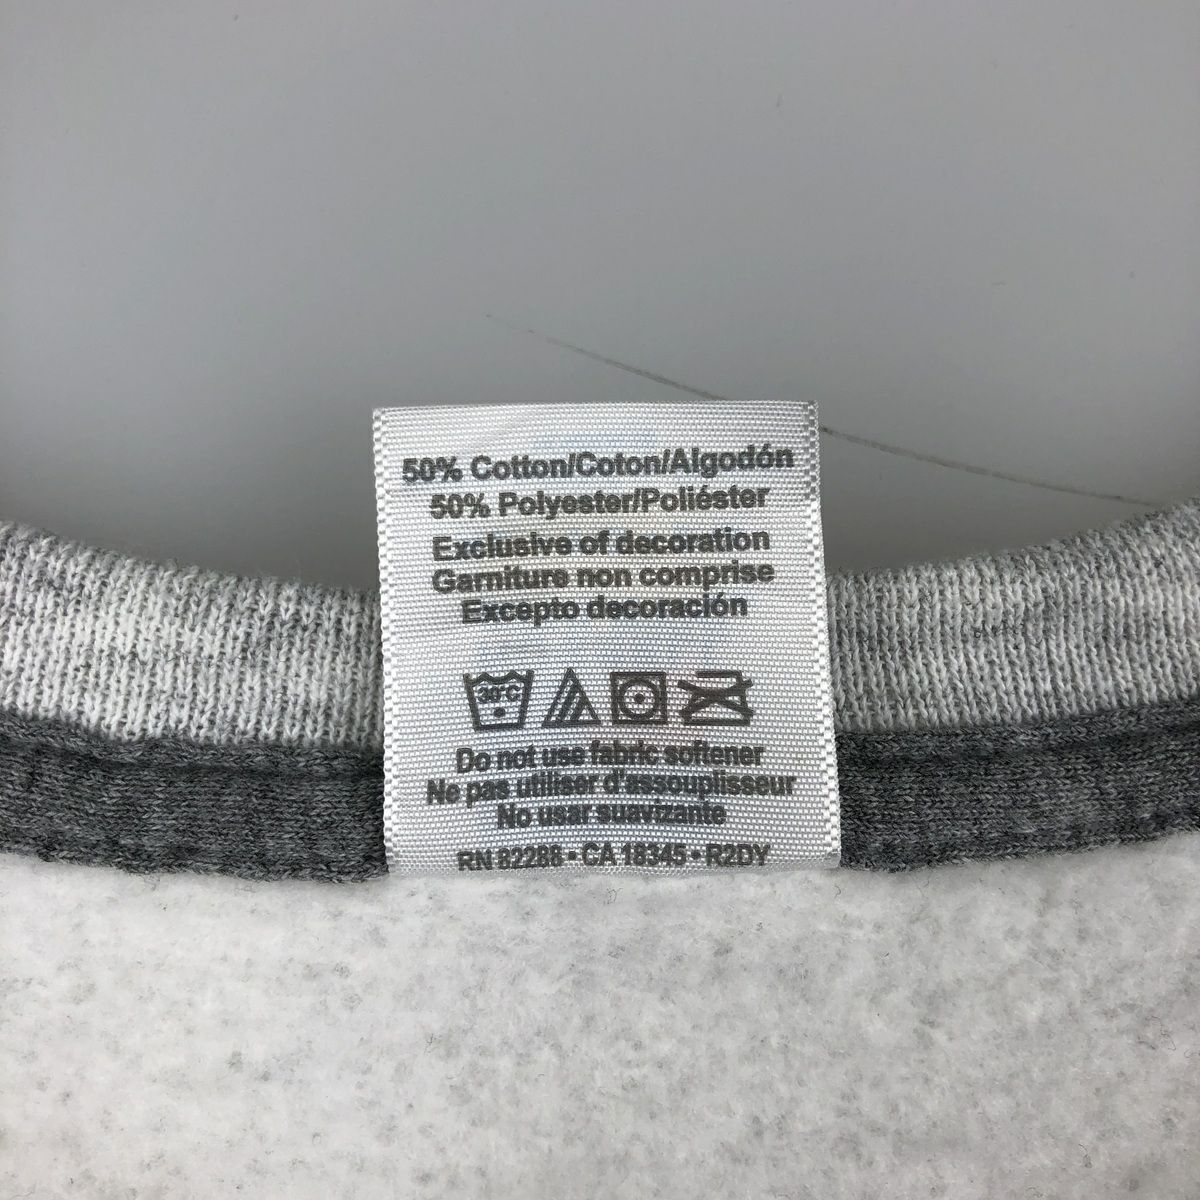 50% Cotton/Coton/Algodón
50% Polyester/Poliéster
Exclusive of decoration
Garniture non comprise
Excepto decoración
30°C
Do not use fabric softener
Ne pas utiliser d'assouplisseur
No usar suavizante
RN 82288 • CA 18345 • R2DY